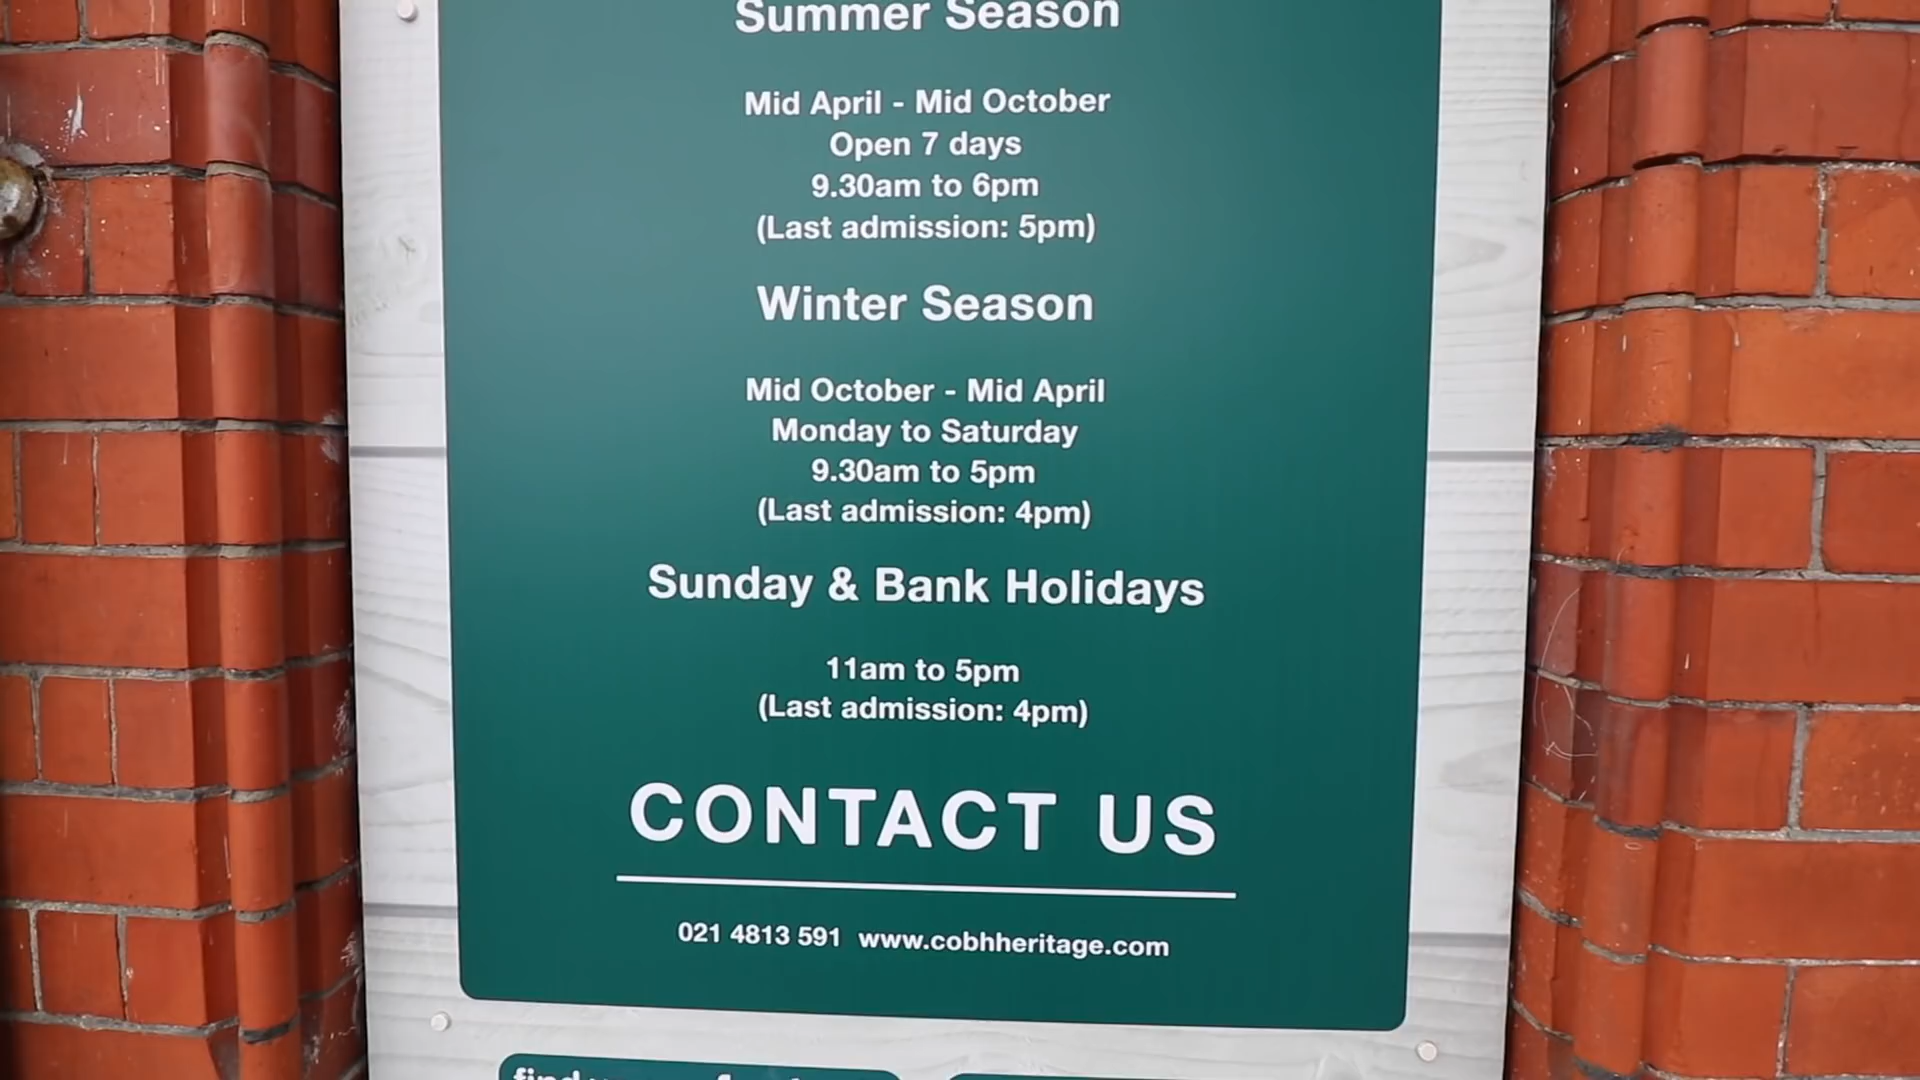 Summer Season
Mid April - Mid October
Open 7 days
9.30am to 6pm
(Last admission: 5pm)
Winter Season
Mid October - Mid April
Monday to Saturday
9.30am to 5pm
(Last admission: 4pm)
Sunday & Bank Holidays
11am to 5pm
(Last admission: 4pm)
CONTACT US
021 4813 591 www.cobhheritage.com